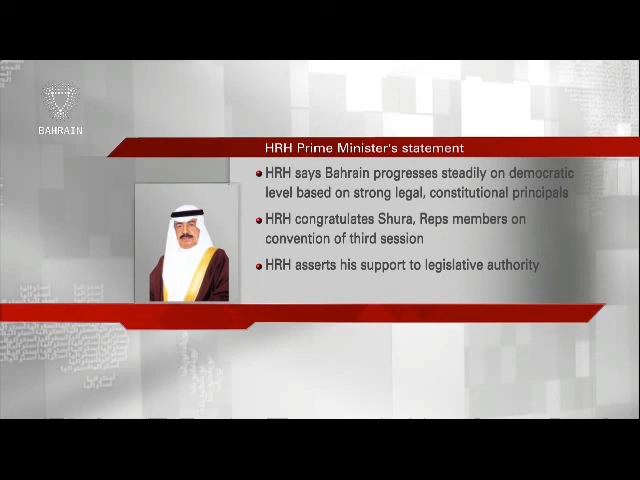 BAHRAIN
HRH Prime Minister's statement
HRH says Bahrain progresses steadily on democratic
level based on strong legal, constitutional principals
HRH congratulates Shura, Reps members on
convention of third session
HRH asserts his support to legislative authority